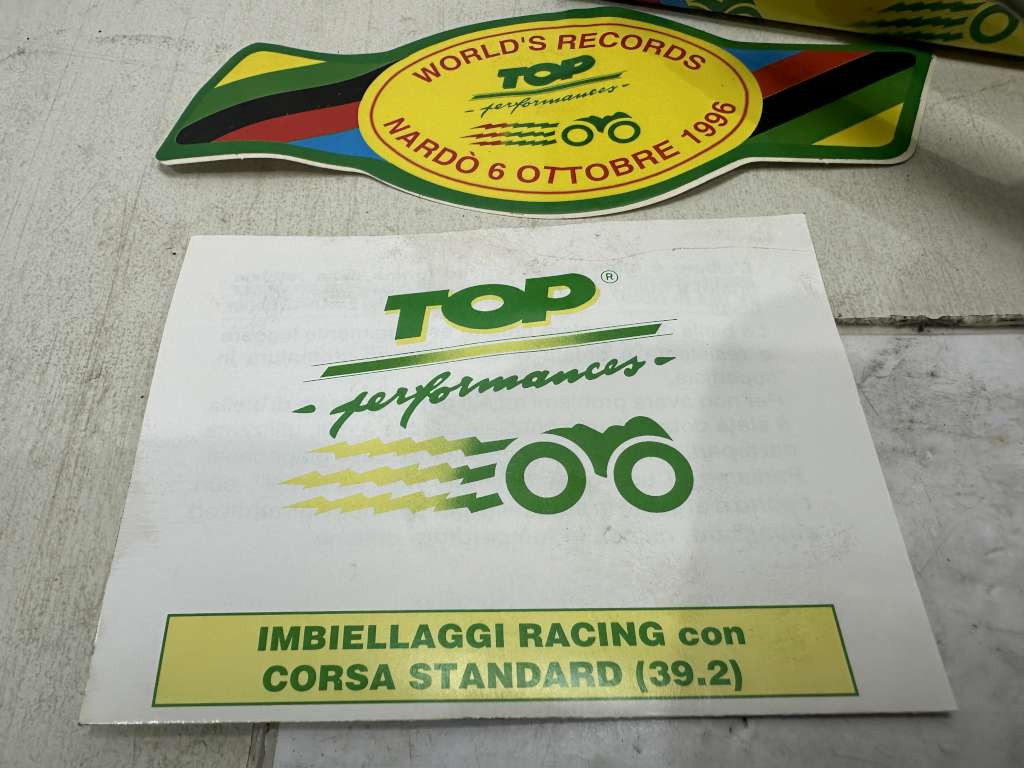 WORLD'S RECORDS
TOP
- performances -
NARDÒ 6 OTTOBRE 1996
TOP ®
- performances -
IMBIELLAGGI RACING con
CORSA STANDARD (39.2)